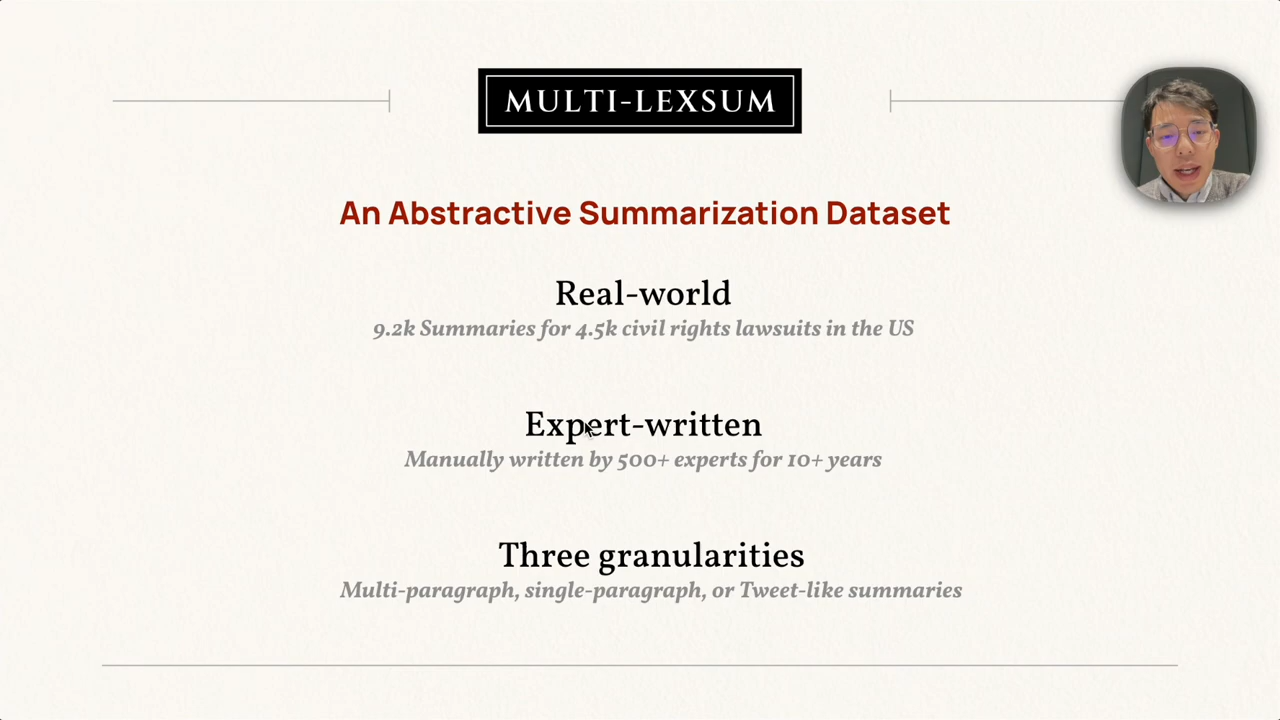 MULTI-LEXSUM
An Abstractive Summarization Dataset
Real-world
9.2k Summaries for 4.5k civil rights lawsuits in the US
Expert-written
Manually written by 500+ experts for 10+ years
Three granularities
Multi-paragraph, single-paragraph, or Tweet-like summaries